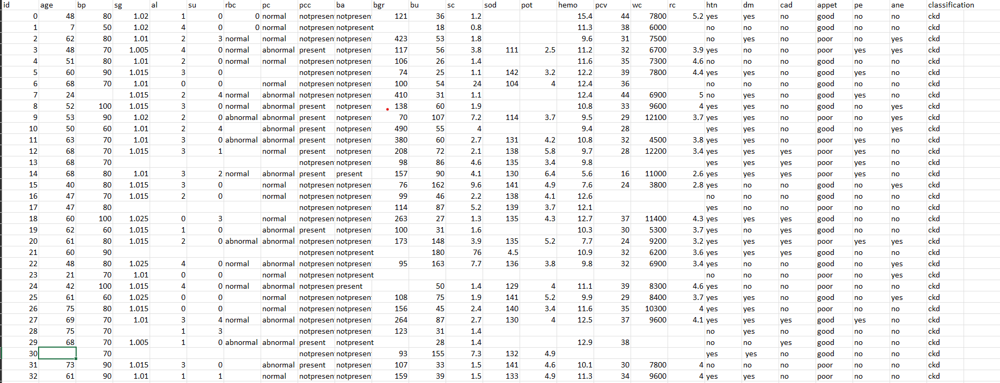 id age bp sg al su rbc pc pcc ba bgr bu sc sod pot hemo pcv wc rc htn dm cad appet pe ane classification
0 48 80 1.02 1 0 0 normal notpresen notpresen 121 36 1.2 15.4 44 7800 5.2 yes yes no good no no ckd
1 7 50 1.02 4 0 0 normal notpresen notpresent 18 0.8 11.3 38 6000 no no no good no no ckd
2 62 80 1.01 2 3 normal normal notpresen notpresen 423 53 1.8 9.6 31 7500 no yes no poor no yes ckd
3 48 70 1.005 4 0 normal abnormal present notpresen 117 56 3.8 111 2.5 11.2 32 6700 3.9 yes no no poor yes yes ckd
4 51 80 1.01 2 0 normal normal notpresen notpresen 106 26 1.4 11.6 35 7300 4.6 no no no good no no ckd
5 60 90 1.015 3 0 notpresen notpresen 74 25 1.1 142 3.2 12.2 39 7800 4.4 yes yes no good yes no ckd
6 68 70 1.01 0 0 normal notpresen notpresen 100 54 24 104 4 12.4 36 no no no good no no ckd
7 24 1.015 2 4 normal abnormal notpresen notpresen 410 31 1.1 12.4 44 6900 5 no yes no good yes no ckd
8 52 100 1.015 3 0 normal abnormal present notpresen 138 60 1.9 10.8 33 9600 4 yes yes no good no yes ckd
9 53 90 1.02 2 0 abnormal abnormal present notpresen 70 107 7.2 114 3.7 9.5 29 12100 3.7 yes yes no poor no yes ckd
10 50 60 1.01 2 4 abnormal present notpresen 490 55 4 9.4 28 yes yes no good no yes ckd
11 63 70 1.01 3 0 abnormal abnormal present notpresen 380 60 2.7 131 4.2 10.8 32 4500 3.8 yes yes no poor yes no ckd
12 68 70 1.015 3 1 normal present notpresen 208 72 2.1 138 5.8 9.7 28 12200 3.4 yes yes yes poor yes no ckd
13 68 70 notpresen notpresen 98 86 4.6 135 3.4 9.8 yes yes yes poor yes no ckd
14 68 80 1.01 3 2 normal abnormal present present 157 90 4.1 130 6.4 5.6 16 11000 2.6 yes yes yes poor yes no ckd
15 40 80 1.015 3 0 normal notpresen notpresen 76 162 9.6 141 4.9 7.6 24 3800 2.8 yes no no good no yes ckd
16 47 70 1.015 2 0 normal notpresen notpresen 99 46 2.2 138 4.1 12.6 no no no good no no ckd
17 47 80 notpresen notpresen 114 87 5.2 139 3.7 12.1 yes no no poor no no ckd
18 60 100 1.025 0 3 normal notpresen notpresen 263 27 1.3 135 4.3 12.7 37 11400 4.3 yes yes yes good no no ckd
19 62 60 1.015 1 0 abnormal present notpresen 100 31 1.6 10.3 30 5300 3.7 yes no yes good no no ckd
20 61 80 1.015 2 0 abnormal abnormal notpresen notpresen 173 148 3.9 135 5.2 7.7 24 9200 3.2 yes yes yes poor yes yes ckd
21 60 90 notpresen notpresent 180 76 4.5 10.9 32 6200 3.6 yes yes yes good no no ckd
22 48 80 1.025 4 0 normal abnormal notpresen notpresen 95 163 7.7 136 3.8 9.8 32 6900 3.4 yes no no good no yes ckd
23 21 70 1.01 0 0 normal notpresen notpresent no no no poor no yes ckd
24 42 100 1.015 4 0 normal abnormal notpresen present 50 1.4 129 4 11.1 39 8300 4.6 yes no no poor no no ckd
25 61 60 1.025 0 0 normal notpresen notpresen 108 75 1.9 141 5.2 9.9 29 8400 3.7 yes yes no good no yes ckd
26 75 80 1.015 0 0 normal notpresen notpresen 156 45 2.4 140 3.4 11.6 35 10300 4 yes yes no poor no no ckd
27 69 70 1.01 3 4 normal abnormal notpresen notpresen 264 87 2.7 130 4 12.5 37 9600 4.1 yes yes yes good yes no ckd
28 75 70 1 3 notpresen notpresen 123 31 1.4 no yes no good no no ckd
29 68 70 1.005 1 0 abnormal abnormal present notpresent 28 1.4 12.9 38 no no yes good no no ckd
30 70 notpresen notpresen 93 155 7.3 132 4.9 yes yes no good no no ckd
31 73 90 1.015 3 0 abnormal present notpresen 107 33 1.5 141 4.6 10.1 30 7800 4 no no no poor no no ckd
32 61 90 1.01 1 1 normal notpresen notpresen 159 39 1.5 133 4.9 11.3 34 9600 4 yes yes no poor no no ckd